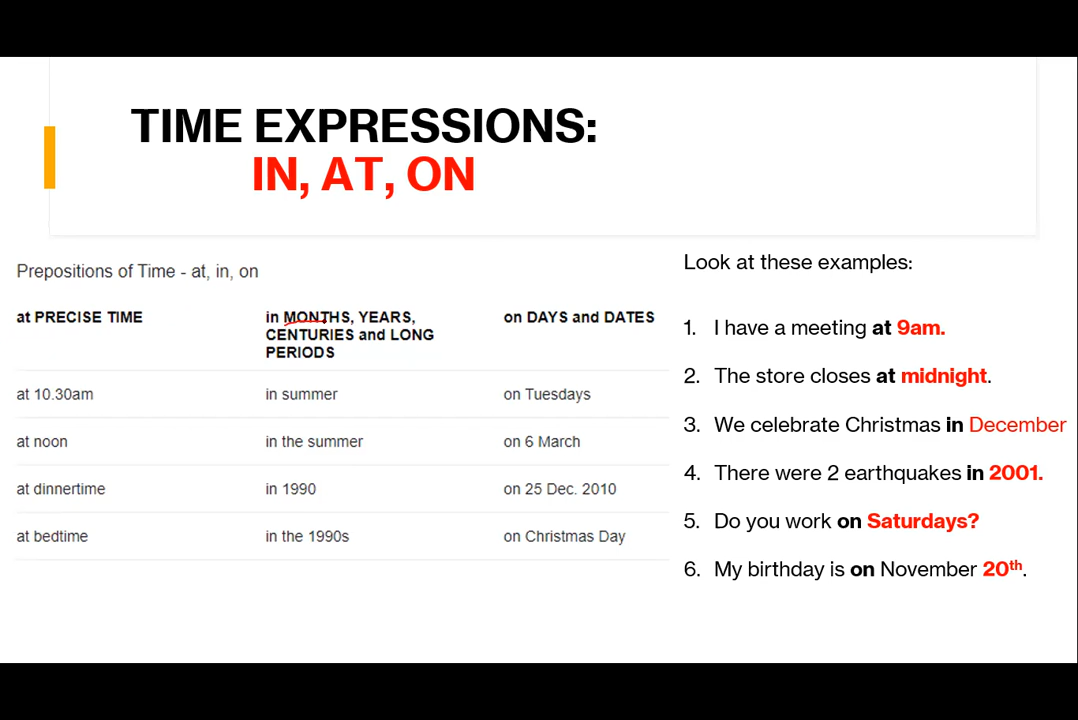 TIME EXPRESSIONS:
IN, AT, ON
Prepositions of Time - at, in, on
at PRECISE TIME
in MONTHS, YEARS,
CENTURIES and LONG
PERIODS
on DAYS and DATES
at 10.30am
in summer
on Tuesdays
at noon
in the summer
on 6 March
at dinnertime
in 1990
on 25 Dec. 2010
at bedtime
in the 1990s
on Christmas Day
Look at these examples:
1. I have a meeting at 9am.
2. The store closes at midnight.
3. We celebrate Christmas in December
4. There were 2 earthquakes in 2001.
5. Do you work on Saturdays?
6. My birthday is on November 20th.